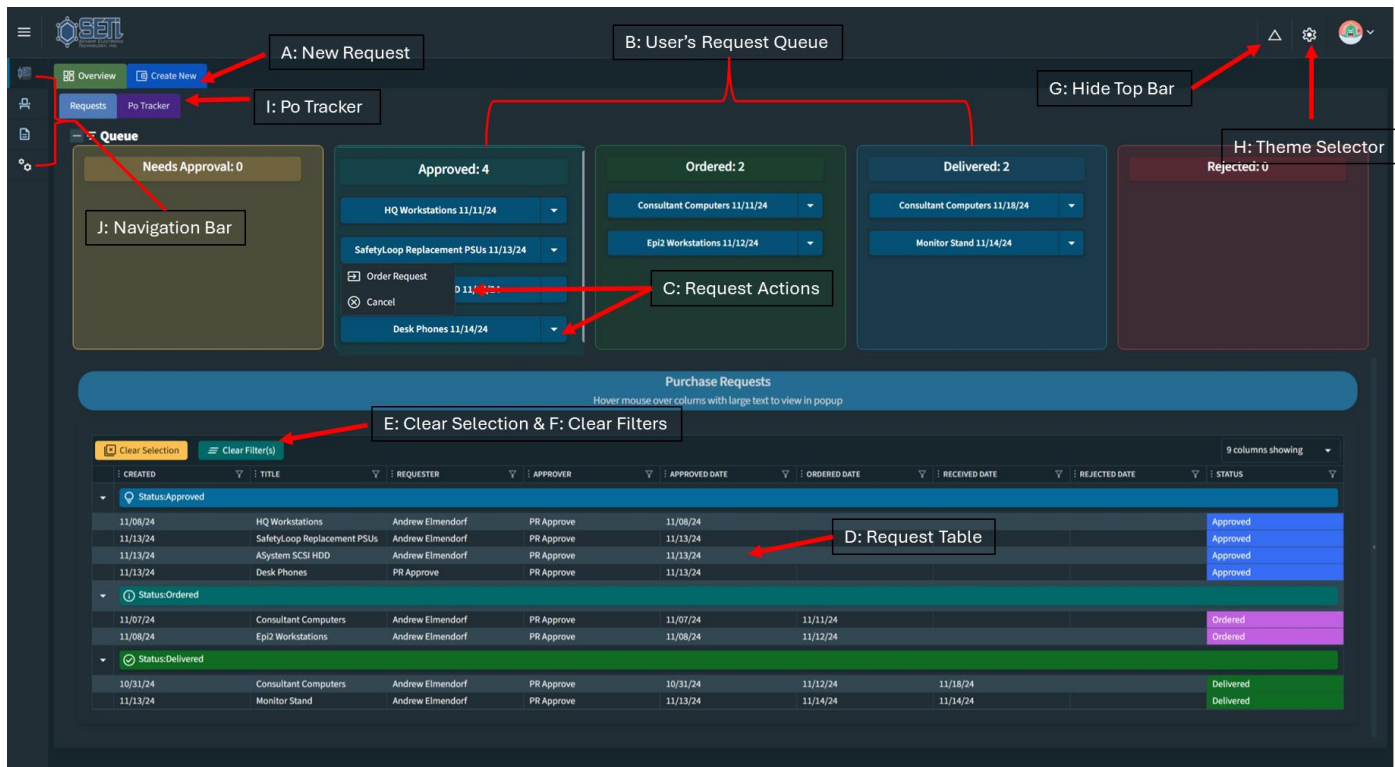 SETI
A: New Request
B: User's Request Queue
G: Hide Top Bar
H: Theme Selector
Overview
Create New
Requests
Po Tracker
I: Po Tracker
Queue
Needs Approval: 0
Approved: 4
Ordered: 2
Delivered: 2
Rejected: 0
J: Navigation Bar
HQ Workstations 11/11/24
Consultant Computers 11/11/24
Consultant Computers 11/18/24
SafetyLoop Replacement PSUs 11/13/24
Epi2 Workstations 11/12/24
Monitor Stand 11/14/24
Order Request
Cancel
C: Request Actions
Desk Phones 11/14/24
Purchase Requests
Hover mouse over colums with large text to view in popup
E: Clear Selection & F: Clear Filters
Clear Selection
Clear Filter(s)
9 columns showing
CREATED TITLE REQUESTER APPROVER APPROVED DATE ORDERED DATE RECEIVED DATE REJECTED DATE STATUS
Status:Approved
11/08/24 HQ Workstations Andrew Elmendorf PR Approve 11/08/24 Approved
11/13/24 SafetyLoop Replacement PSUs Andrew Elmendorf PR Approve 11/13/24 Approved
D: Request Table
11/13/24 ASystem SCSI HDD Andrew Elmendorf PR Approve 11/13/24 Approved
11/13/24 Desk Phones PR Approve PR Approve 11/13/24 Approved
Status:Ordered
11/07/24 Consultant Computers Andrew Elmendorf PR Approve 11/07/24 11/11/24 Ordered
11/08/24 Epi2 Workstations Andrew Elmendorf PR Approve 11/08/24 11/12/24 Ordered
Status:Delivered
10/31/24 Consultant Computers Andrew Elmendorf PR Approve 10/31/24 11/12/24 11/18/24 Delivered
11/13/24 Monitor Stand Andrew Elmendorf PR Approve 11/13/24 11/14/24 11/14/24 Delivered